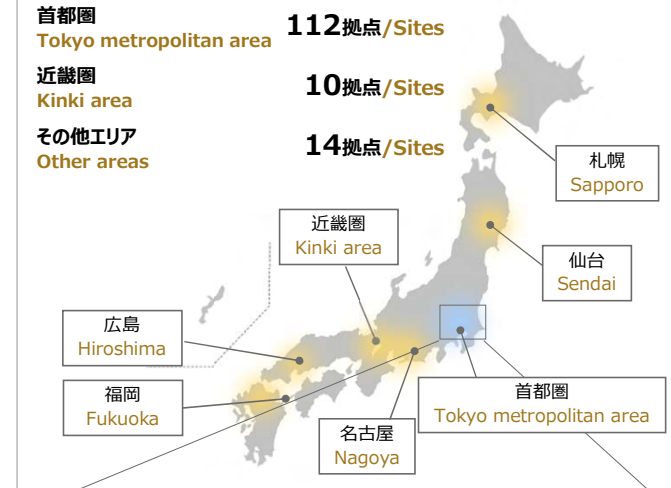 首都圏
Tokyo metropolitan area
112拠点/Sites
近畿圏
Kinki area
10拠点/Sites
その他エリア
Other areas
14拠点/Sites
札幌
Sapporo
近畿圏
Kinki area
仙台
Sendai
広島
Hiroshima
福岡
Fukuoka
首都圏
Tokyo metropolitan area
名古屋
Nagoya